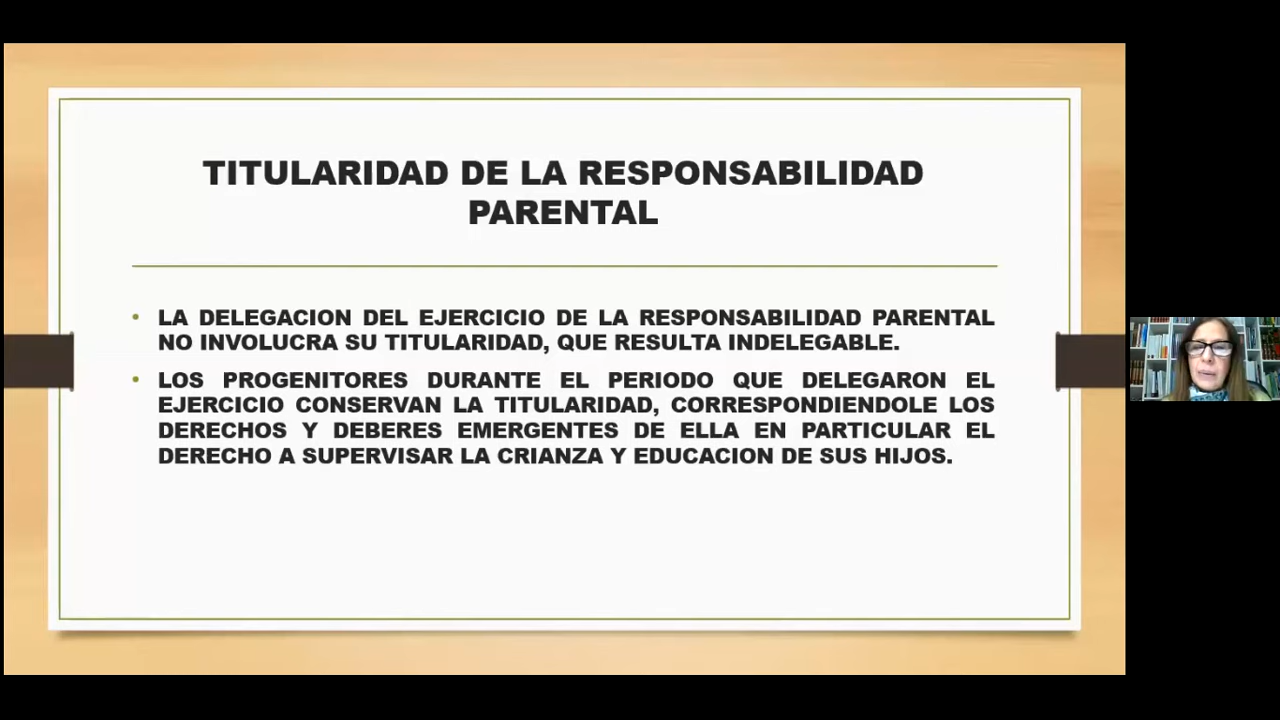 TITULARIDAD DE LA RESPONSABILIDAD
PARENTAL
• LA DELEGACION DEL EJERCICIO DE LA RESPONSABILIDAD PARENTAL
NO INVOLUCRA SU TITULARIDAD, QUE RESULTA INDELEGABLE.
• LOS PROGENITORES DURANTE EL PERIODO QUE DELEGARON EL
EJERCICIO CONSERVAN LA TITULARIDAD, CORRESPONDIENDOLE LOS
DERECHOS Y DEBERES EMERGENTES DE ELLA EN PARTICULAR EL
DERECHO A SUPERVISAR LA CRIANZA Y EDUCACION DE SUS HIJOS.